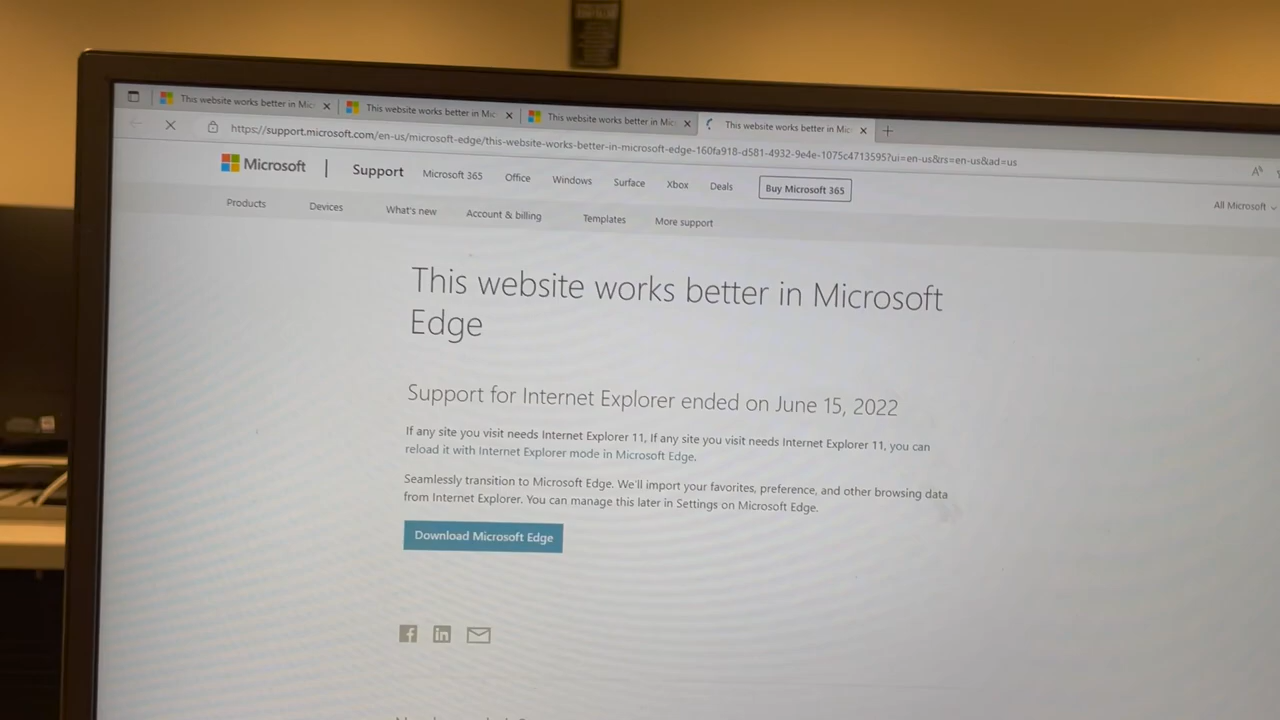 This website works better in Mic
This website works better in Mic
This website works better in Mic
This website works better in Mic
https://support.microsoft.com/en-us/microsoft-edge/this-website-works-better-in-microsoft-edge-160fa918-d581-4932-9e4e-1075c4713595?ui=en-us&rs=en-us&ad=us
Microsoft | Support Microsoft 365 Office Windows Surface Xbox Deals Buy Microsoft 365
All Microsoft
Products Devices What's new Account & billing Templates More support
This website works better in Microsoft
Edge
Support for Internet Explorer ended on June 15, 2022
If any site you visit needs Internet Explorer 11, If any site you visit needs Internet Explorer 11, you can
reload it with Internet Explorer mode in Microsoft Edge.
Seamlessly transition to Microsoft Edge. We'll import your favorites, preference, and other browsing data
from Internet Explorer. You can manage this later in Settings on Microsoft Edge.
Download Microsoft Edge